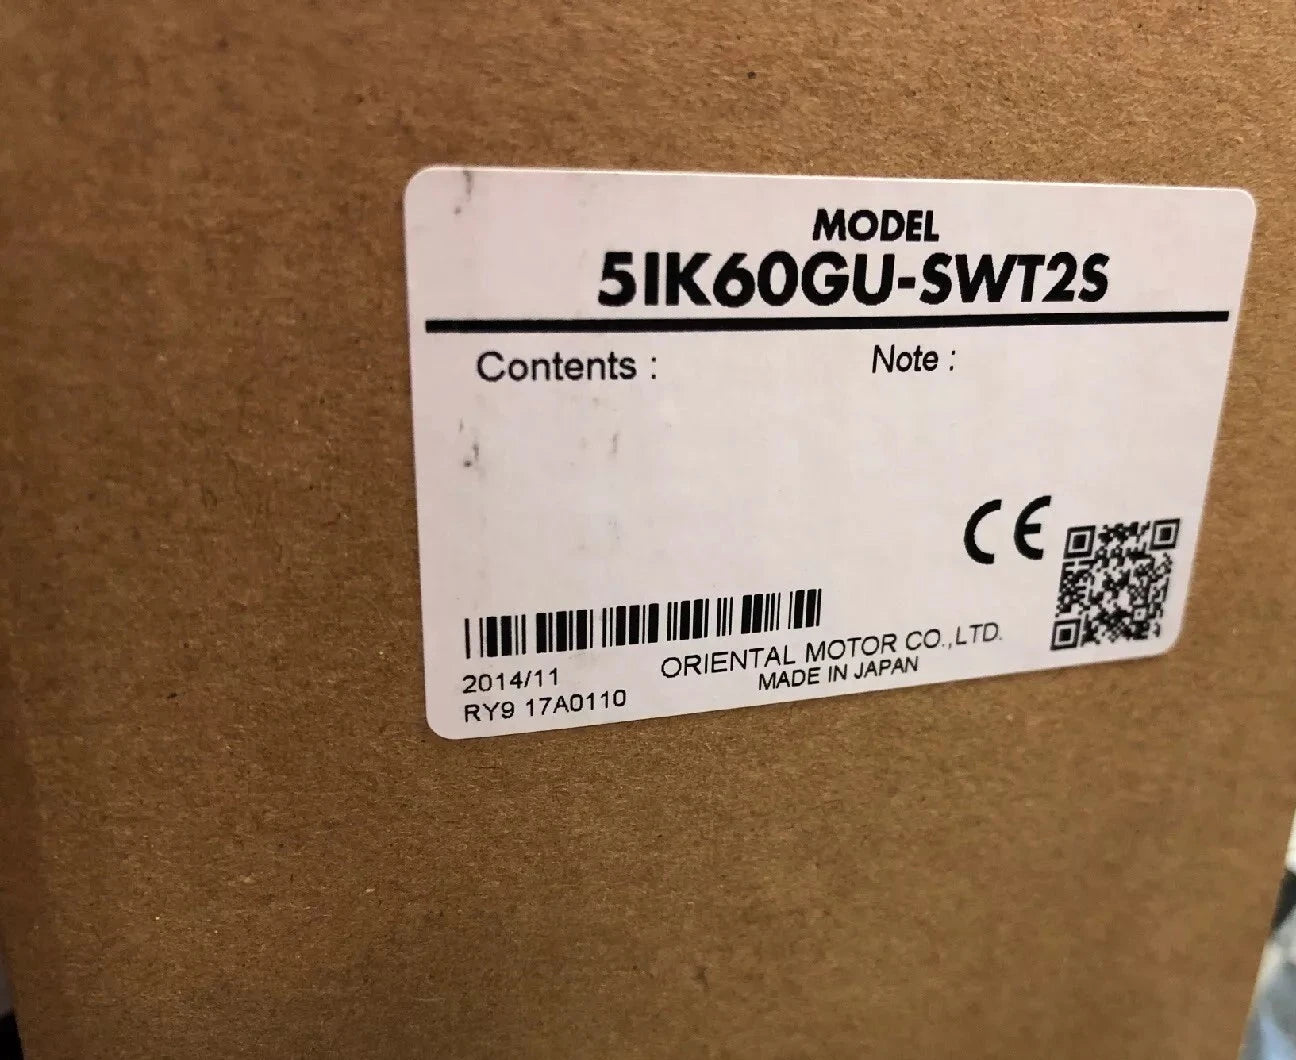 MODEL
5IK60GU-SWT2S
Contents :
Note :
CE
2014/11
RY9 17A0110
ORIENTAL MOTOR CO.,LTD.
MADE IN JAPAN